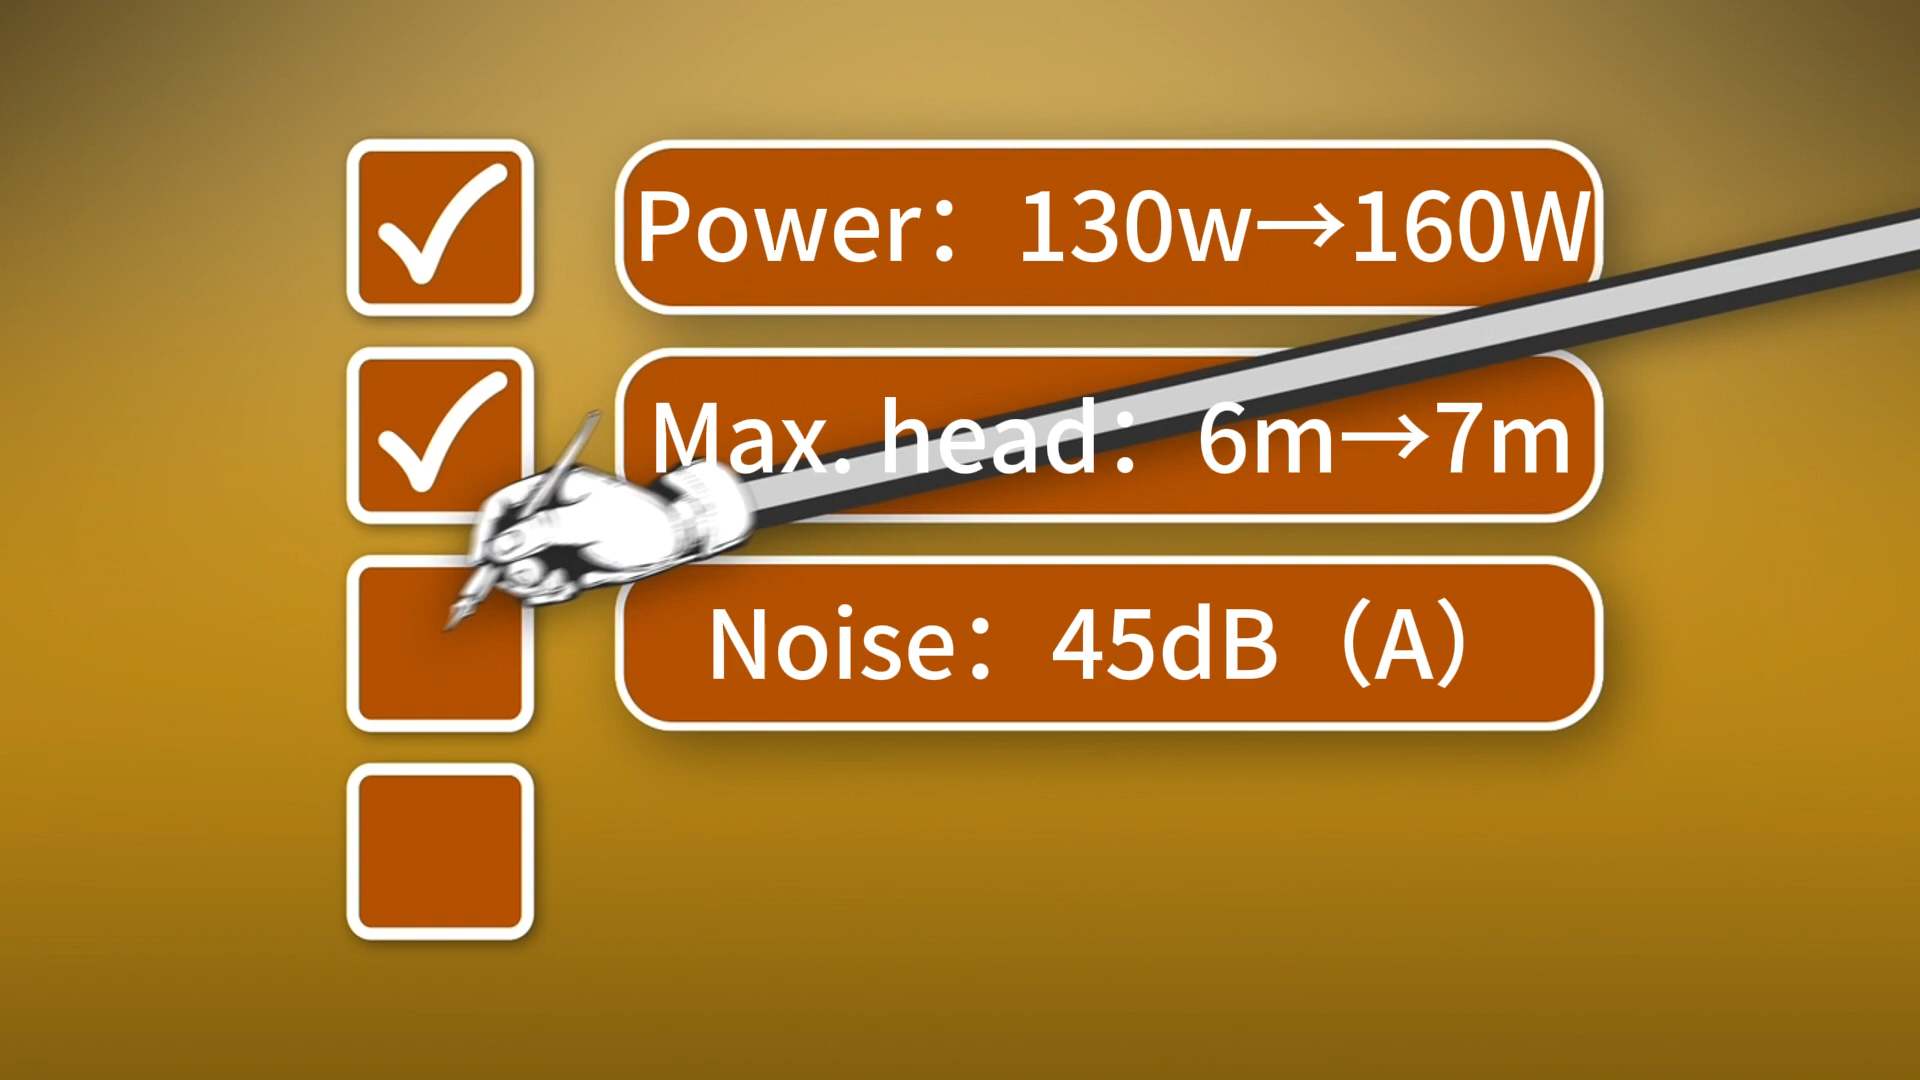 Power：130w→160W
Max. head：6m→7m
Noise：45dB（A）